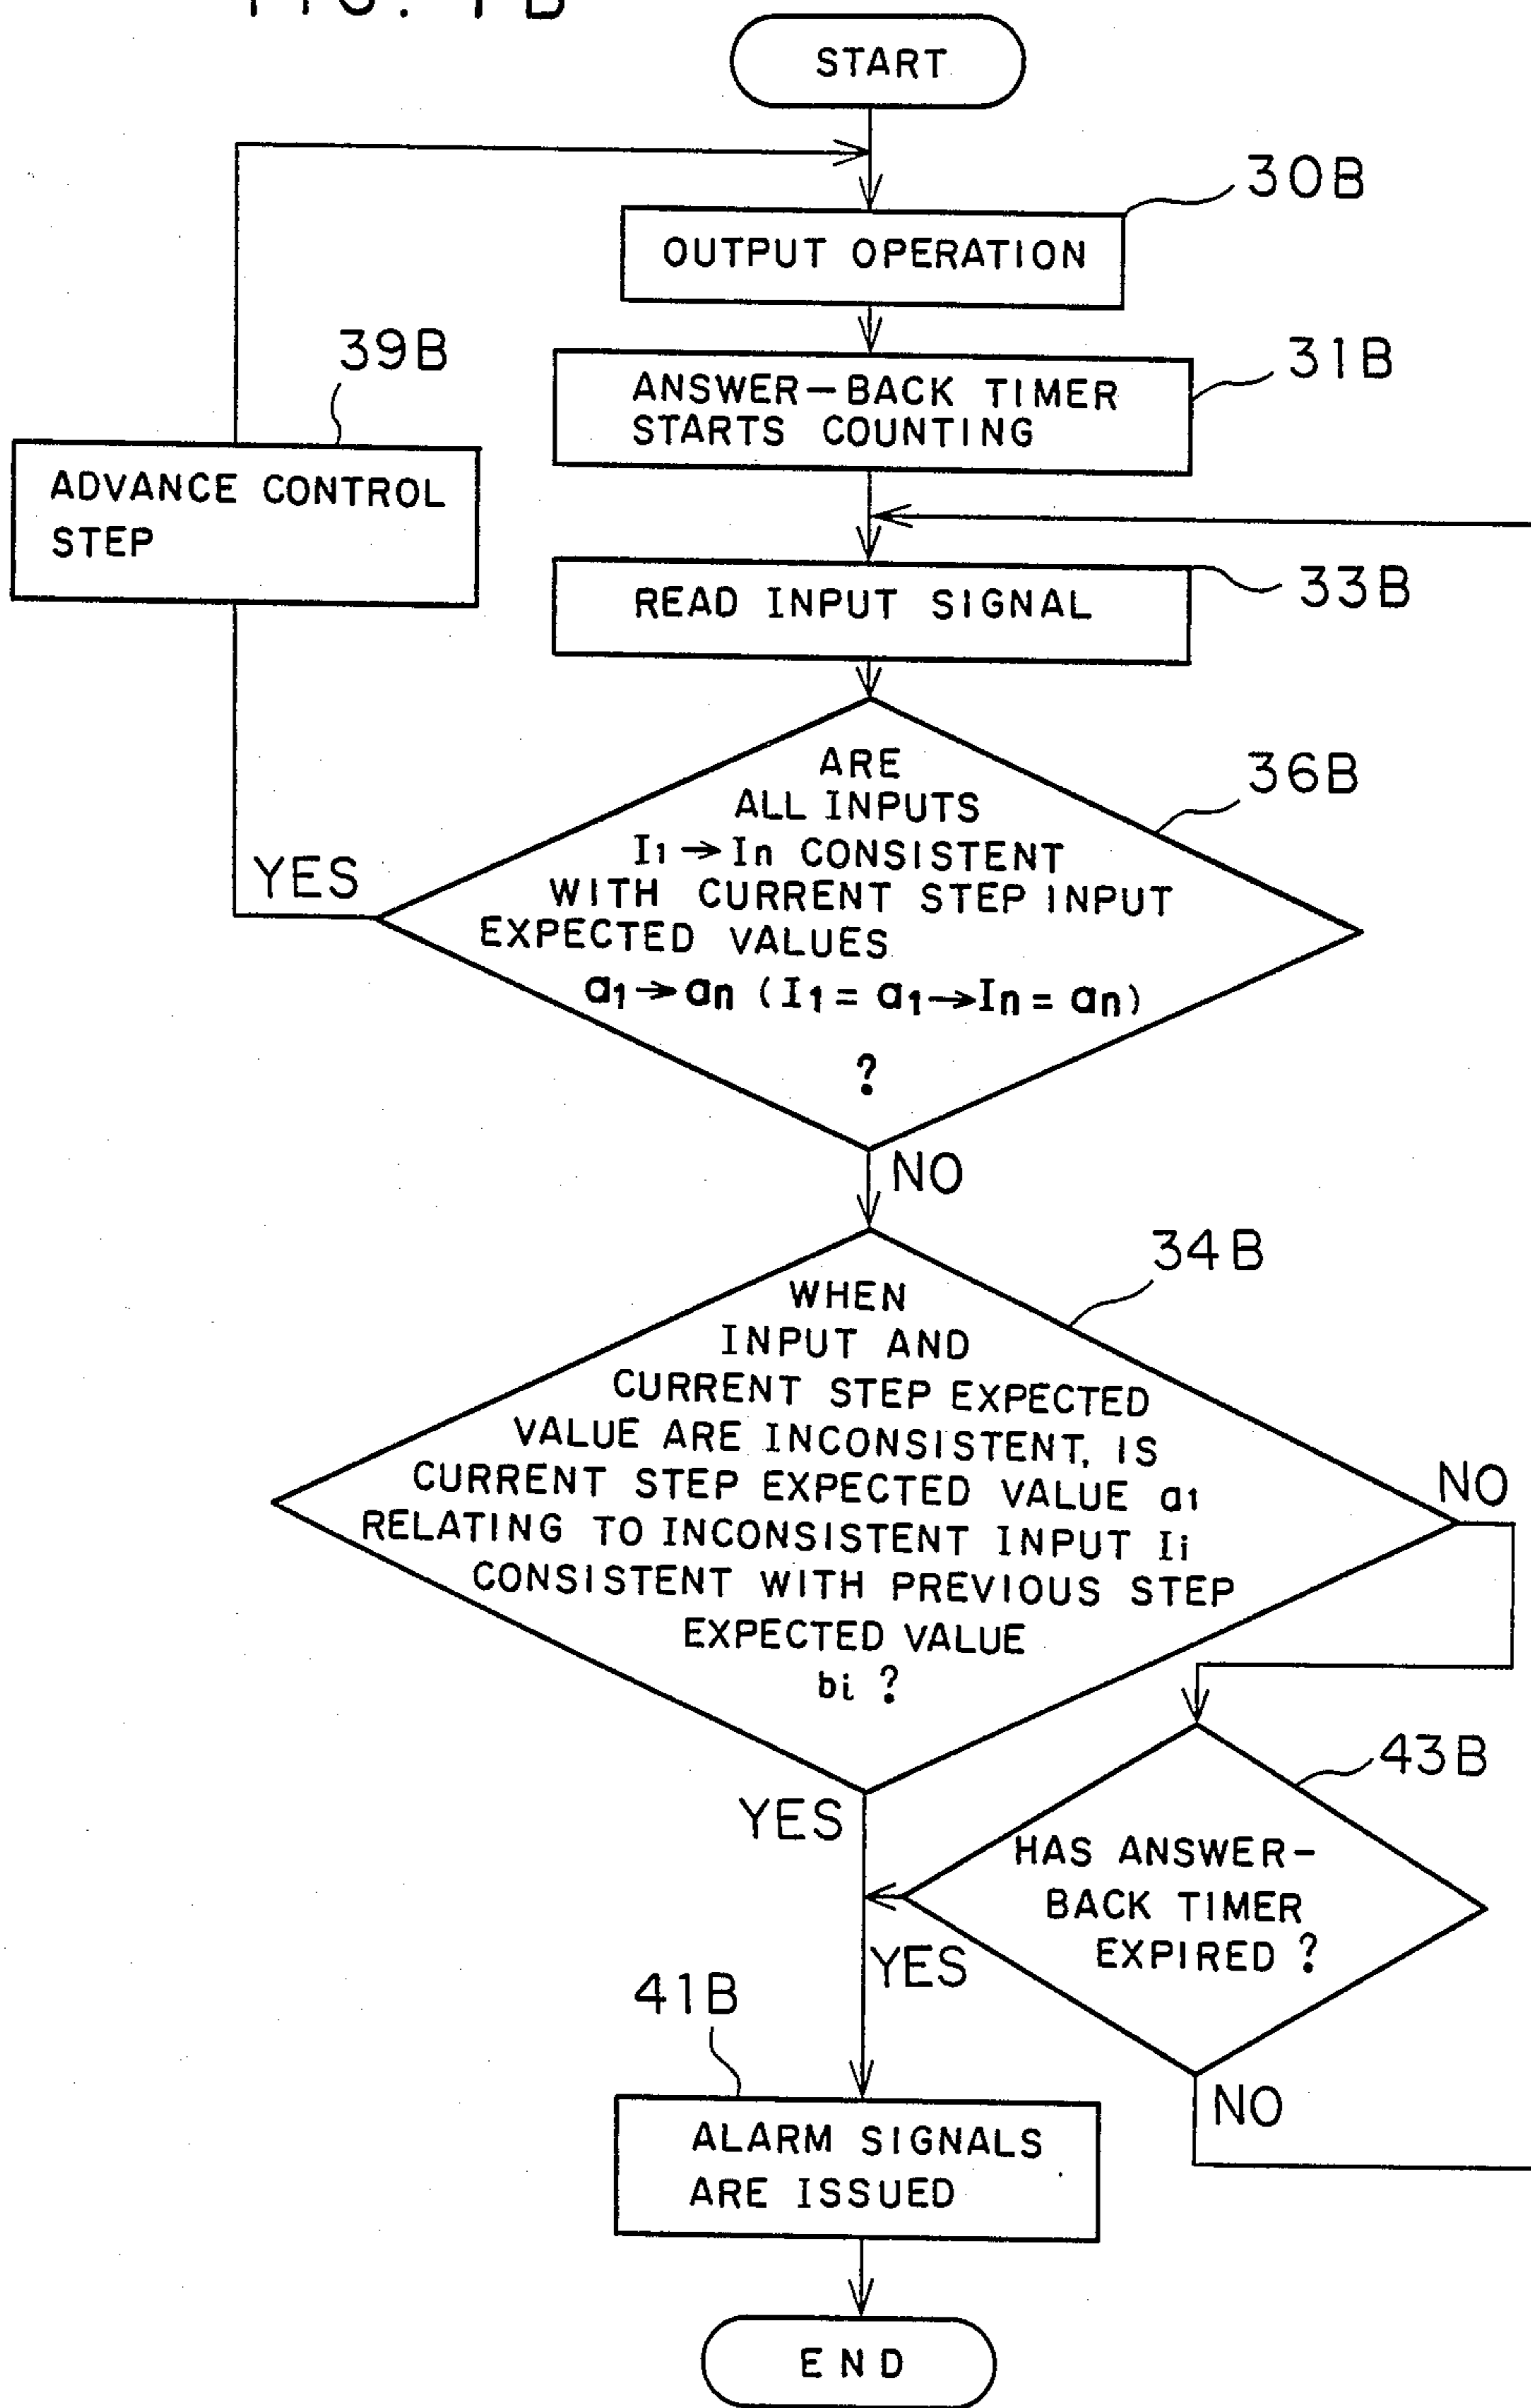 START
30B
OUTPUT OPERATION
39B
31B
ANSWER-BACK TIMER
STARTS COUNTING
ADVANCE CONTROL
STEP
33B
READ INPUT SIGNAL
36B
ARE
ALL INPUTS
I1 → In CONSISTENT
WITH CURRENT STEP INPUT
EXPECTED VALUES
a1 → an (I1 = a1 → In = an)
?
YES
NO
34B
WHEN
INPUT AND
CURRENT STEP EXPECTED
VALUE ARE INCONSISTENT, IS
CURRENT STEP EXPECTED VALUE a1
RELATING TO INCONSISTENT INPUT Ii
CONSISTENT WITH PREVIOUS STEP
EXPECTED VALUE
bi ?
NO
YES
43B
HAS ANSWER-
BACK TIMER
EXPIRED ?
YES
NO
41B
ALARM SIGNALS
ARE ISSUED
END